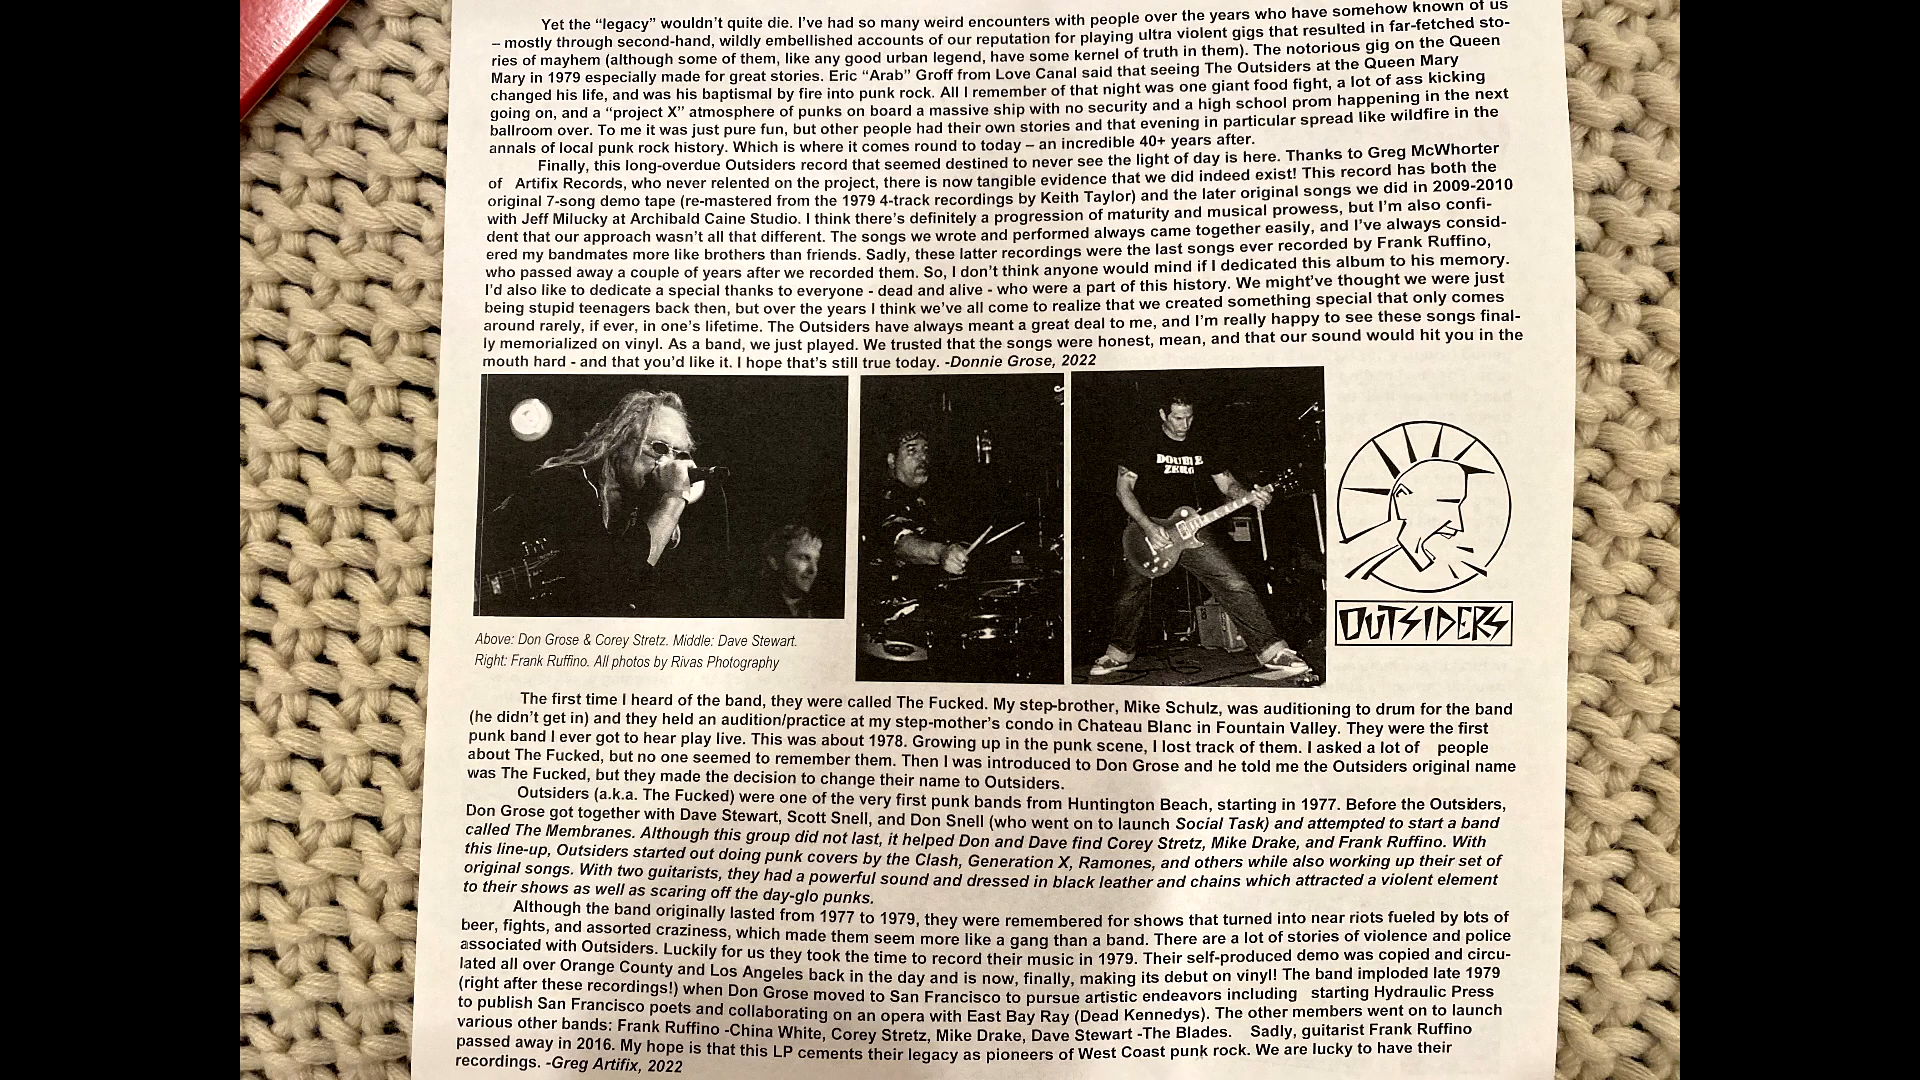 Yet the “legacy” wouldn’t quite die. I’ve had so many weird encounters with people over the years who have somehow known of us
– mostly through second-hand, wildly embellished accounts of our reputation for playing ultra violent gigs that resulted in far-fetched sto-
ries of mayhem (although some of them, like any good urban legend, have some kernel of truth in them). The notorious gig on the Queen
Mary in 1979 especially made for great stories. Eric “Arab” Groff from Love Canal said that seeing The Outsiders at the Queen Mary
changed his life, and was his baptismal by fire into punk rock. All I remember of that night was one giant food fight, a lot of ass kicking
going on, and a “project X” atmosphere of punks on board a massive ship with no security and a high school prom happening in the next
ballroom over. To me it was just pure fun, but other people had their own stories and that evening in particular spread like wildfire in the
annals of local punk rock history. Which is where it comes round to today – an incredible 40+ years after.
Finally, this long-overdue Outsiders record that seemed destined to never see the light of day is here. Thanks to Greg McWhorter
of Artifix Records, who never relented on the project, there is now tangible evidence that we did indeed exist! This record has both the
original 7-song demo tape (re-mastered from the 1979 4-track recordings by Keith Taylor) and the later original songs we did in 2009-2010
with Jeff Milucky at Archibald Caine Studio. I think there’s definitely a progression of maturity and musical prowess, but I’m also confi-
dent that our approach wasn’t all that different. The songs we wrote and performed always came together easily, and I’ve always consid-
ered my bandmates more like brothers than friends. Sadly, these latter recordings were the last songs ever recorded by Frank Ruffino,
who passed away a couple of years after we recorded them. So, I don’t think anyone would mind if I dedicated this album to his memory.
I’d also like to dedicate a special thanks to everyone - dead and alive - who were a part of this history. We might’ve thought we were just
being stupid teenagers back then, but over the years I think we’ve all come to realize that we created something special that only comes
around rarely, if ever, in one’s lifetime. The Outsiders have always meant a great deal to me, and I’m really happy to see these songs final-
ly memorialized on vinyl. As a band, we just played. We trusted that the songs were honest, mean, and that our sound would hit you in the
mouth hard - and that you’d like it. I hope that’s still true today. -Donnie Grose, 2022
DOUBLE
ZERO
OUTSIDERS
Above: Don Grose & Corey Stretz. Middle: Dave Stewart.
Right: Frank Ruffino. All photos by Rivas Photography
The first time I heard of the band, they were called The Fucked. My step-brother, Mike Schulz, was auditioning to drum for the band
(he didn’t get in) and they held an audition/practice at my step-mother’s condo in Chateau Blanc in Fountain Valley. They were the first
punk band I ever got to hear play live. This was about 1978. Growing up in the punk scene, I lost track of them. I asked a lot of people
about The Fucked, but no one seemed to remember them. Then I was introduced to Don Grose and he told me the Outsiders original name
was The Fucked, but they made the decision to change their name to Outsiders.
Outsiders (a.k.a. The Fucked) were one of the very first punk bands from Huntington Beach, starting in 1977. Before the Outsiders,
Don Grose got together with Dave Stewart, Scott Snell, and Don Snell (who went on to launch Social Task) and attempted to start a band
called The Membranes. Although this group did not last, it helped Don and Dave find Corey Stretz, Mike Drake, and Frank Ruffino. With
this line-up, Outsiders started out doing punk covers by the Clash, Generation X, Ramones, and others while also working up their set of
original songs. With two guitarists, they had a powerful sound and dressed in black leather and chains which attracted a violent element
to their shows as well as scaring off the day-glo punks.
Although the band originally lasted from 1977 to 1979, they were remembered for shows that turned into near riots fueled by lots of
beer, fights, and assorted craziness, which made them seem more like a gang than a band. There are a lot of stories of violence and police
associated with Outsiders. Luckily for us they took the time to record their music in 1979. Their self-produced demo was copied and circu-
lated all over Orange County and Los Angeles back in the day and is now, finally, making its debut on vinyl! The band imploded late 1979
(right after these recordings!) when Don Grose moved to San Francisco to pursue artistic endeavors including starting Hydraulic Press
to publish San Francisco poets and collaborating on an opera with East Bay Ray (Dead Kennedys). The other members went on to launch
various other bands: Frank Ruffino -China White, Corey Stretz, Mike Drake, Dave Stewart -The Blades. Sadly, guitarist Frank Ruffino
passed away in 2016. My hope is that this LP cements their legacy as pioneers of West Coast punk rock. We are lucky to have their
recordings. -Greg Artifix, 2022